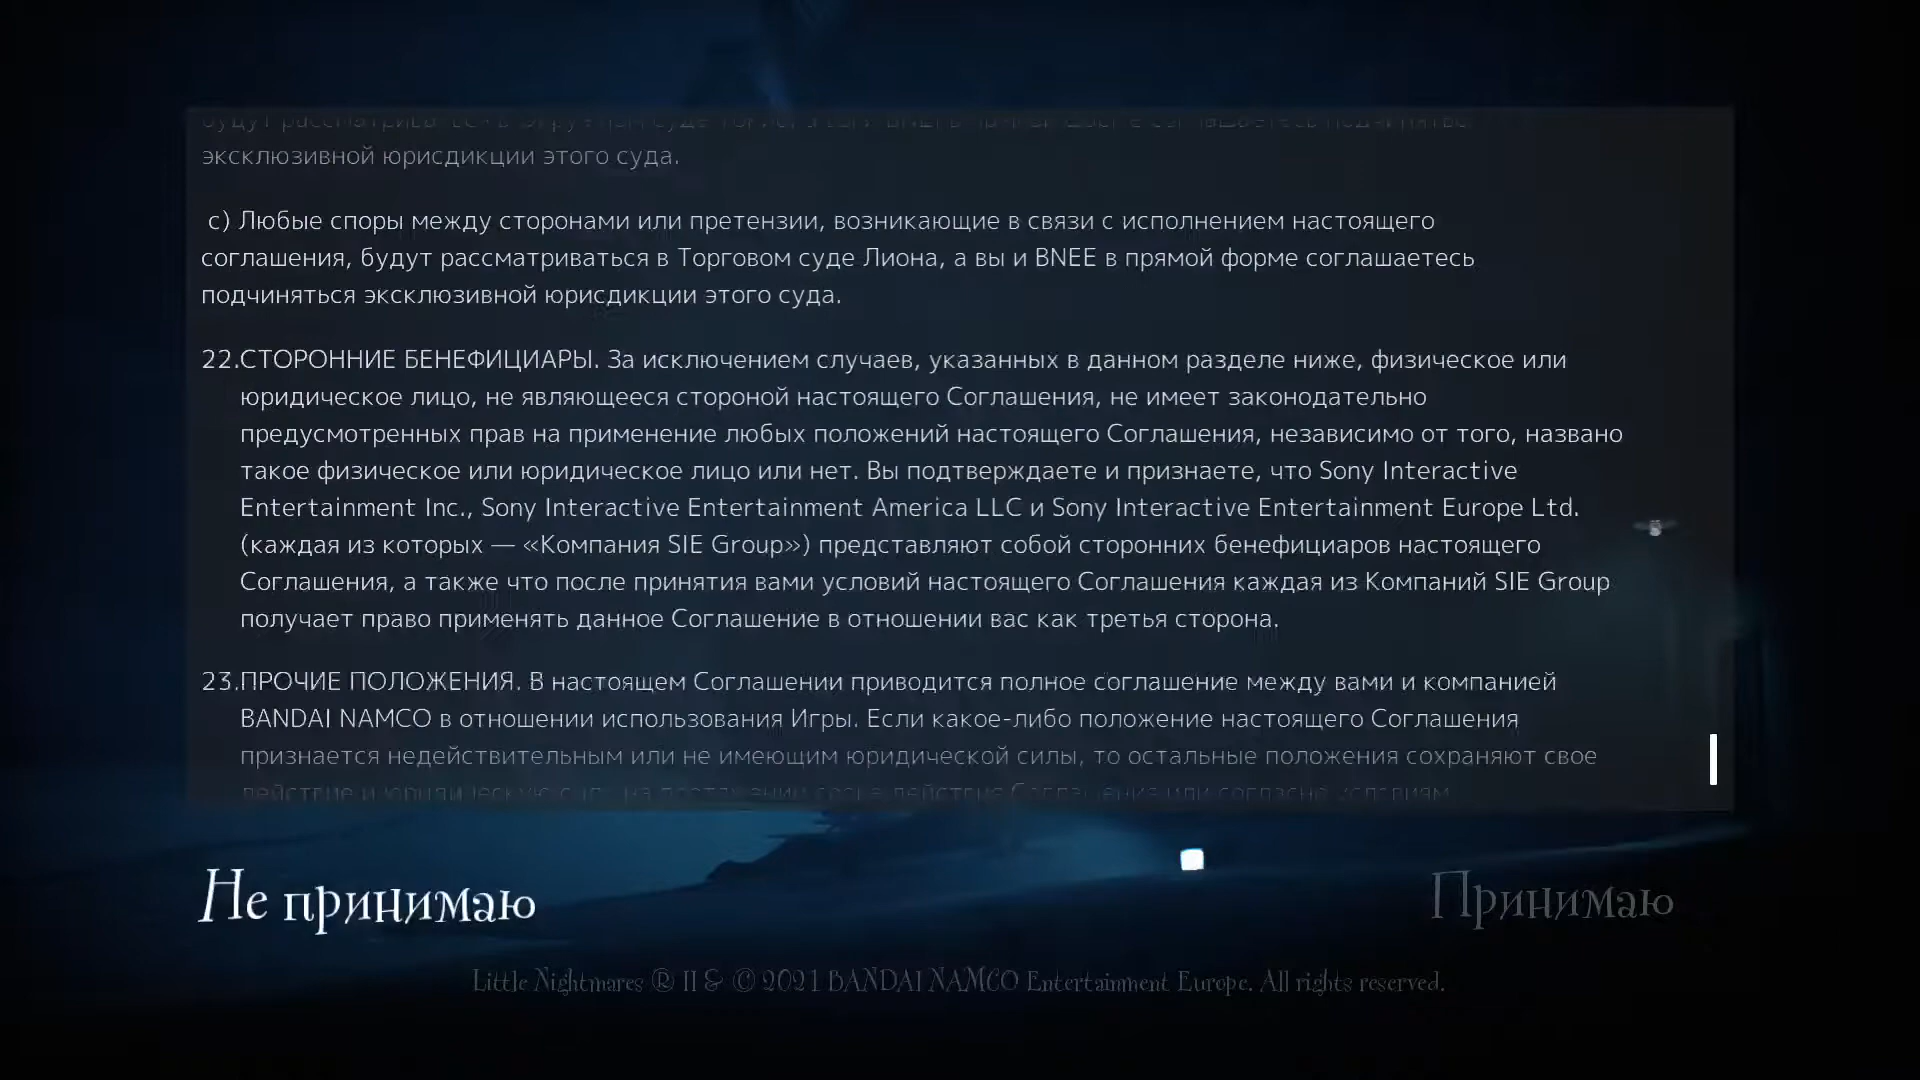 эксклюзивной юрисдикции этого суда.
с) Любые споры между сторонами или претензии, возникающие в связи с исполнением настоящего
соглашения, будут рассматриваться в Торговом суде Лиона, а вы и BNEE в прямой форме соглашаетесь
подчиняться эксклюзивной юрисдикции этого суда.
22.СТОРОННИЕ БЕНЕФИЦИАРЫ. За исключением случаев, указанных в данном разделе ниже, физическое или
юридическое лицо, не являющееся стороной настоящего Соглашения, не имеет законодательно
предусмотренных прав на применение любых положений настоящего Соглашения, независимо от того, названо
такое физическое или юридическое лицо или нет. Вы подтверждаете и признаете, что Sony Interactive
Entertainment Inc., Sony Interactive Entertainment America LLC и Sony Interactive Entertainment Europe Ltd.
(каждая из которых — «Компания SIE Group») представляют собой сторонних бенефициаров настоящего
Соглашения, а также что после принятия вами условий настоящего Соглашения каждая из Компаний SIE Group
получает право применять данное Соглашение в отношении вас как третья сторона.
23.ПРОЧИЕ ПОЛОЖЕНИЯ. В настоящем Соглашении приводится полное соглашение между вами и компанией
BANDAI NAMCO в отношении использования Игры. Если какое-либо положение настоящего Соглашения
признается недействительным или не имеющим юридической силы, то остальные положения сохраняют свое
Не принимаю
Принимаю
Little Nightmares ® II & © 2021 BANDAI NAMCO Entertainment Europe. All rights reserved.